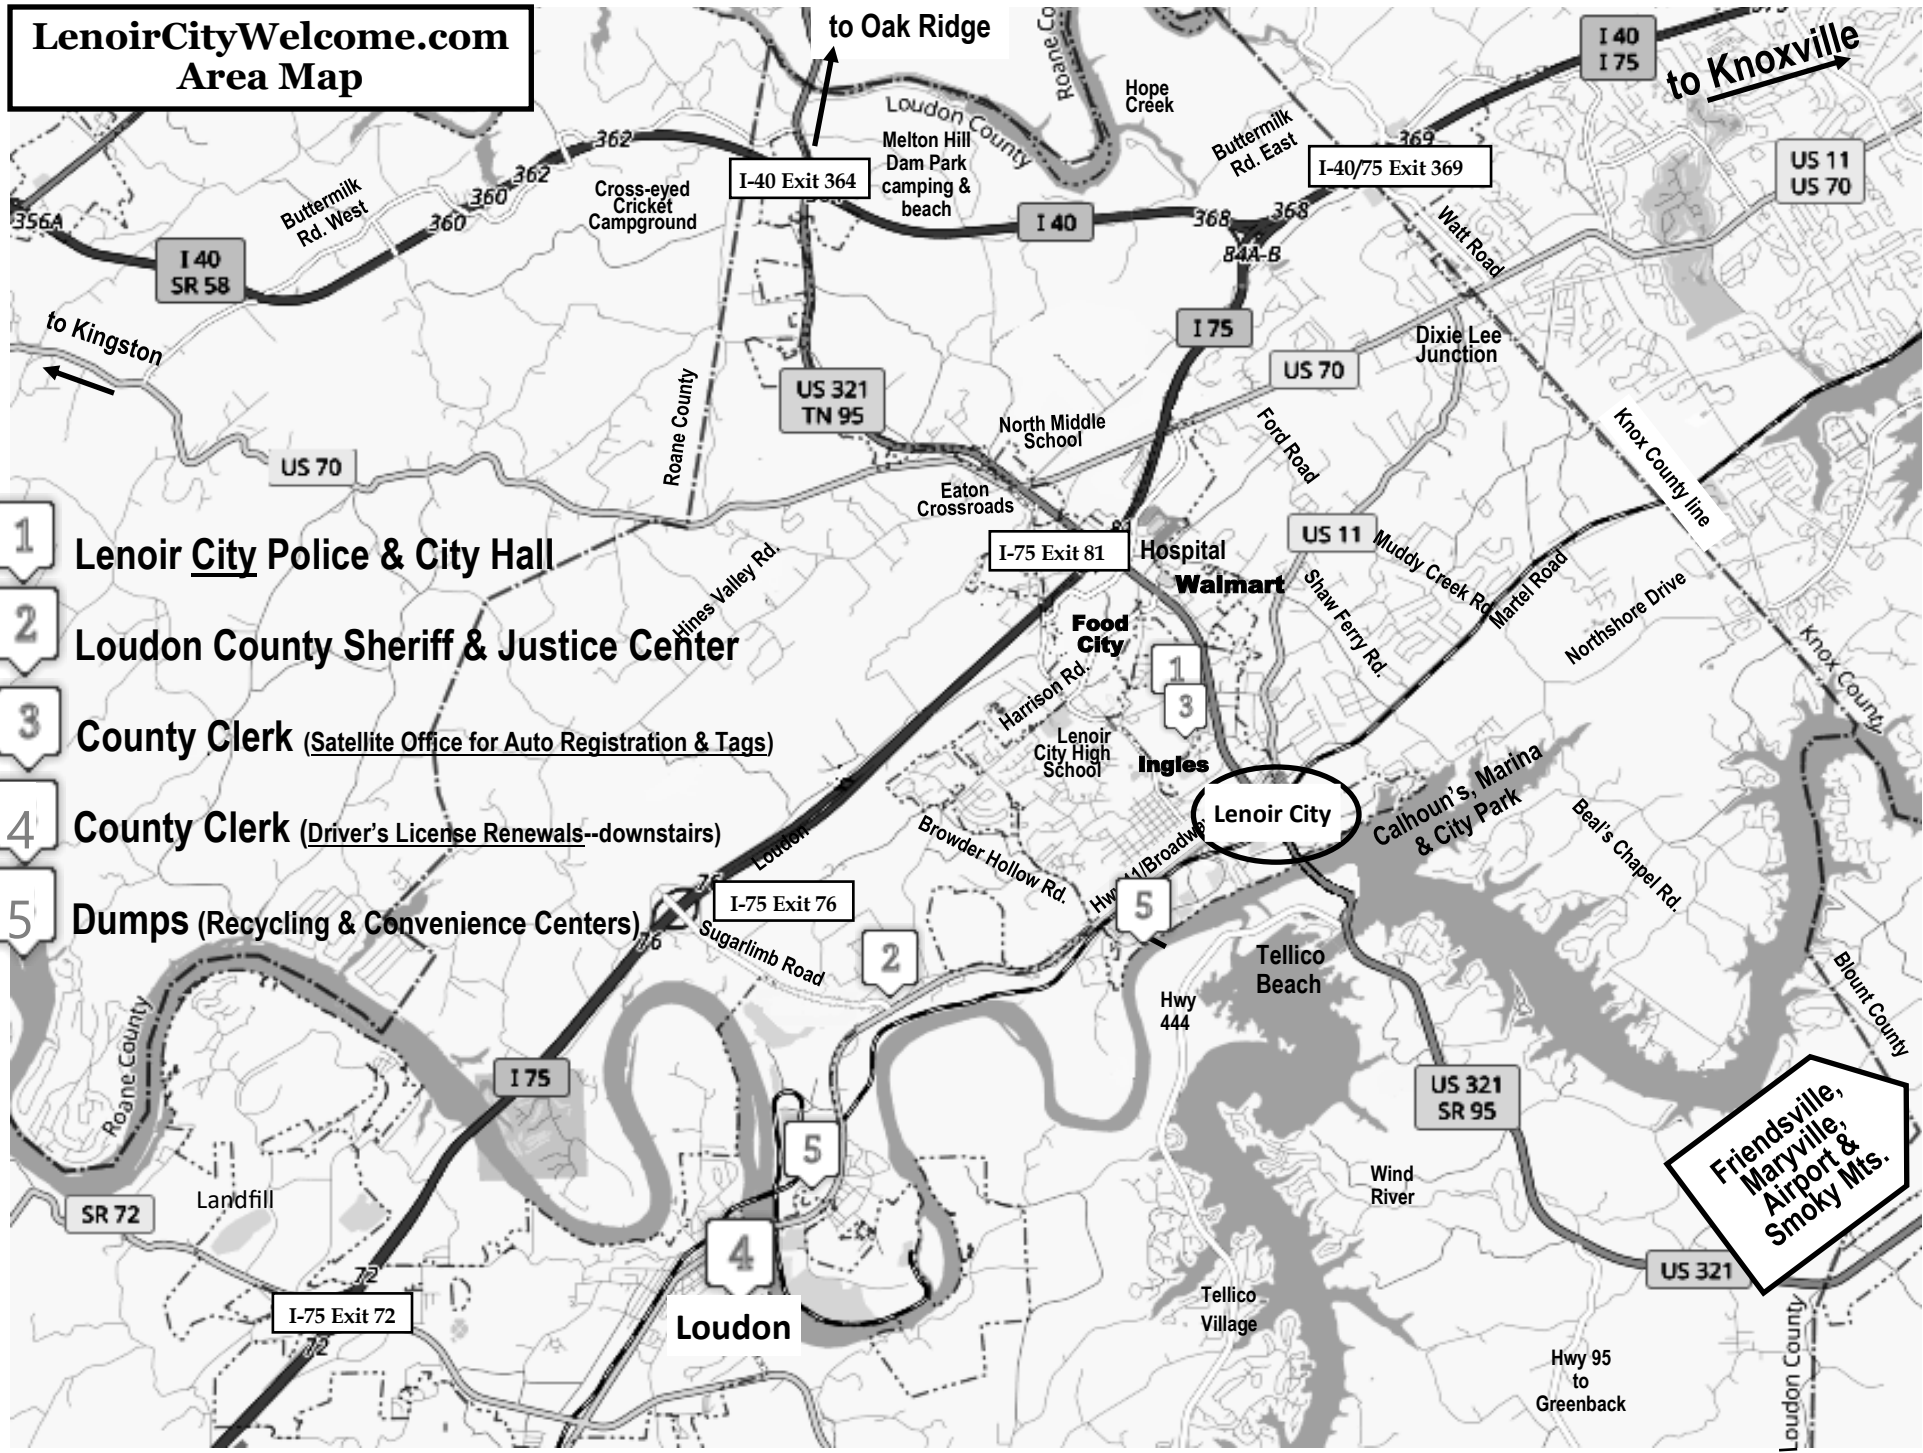 LenoirCityWelcome.com
Area Map
to Oak Ridge
Roane Co
I 40
I 75
to Knoxville
Hope
Creek
Loudon County
Melton Hill
Dam Park
camping &
beach
Buttermilk
Rd. East
369
I-40/75 Exit 369
US 11
US 70
362
362
360
360
356A
Buttermilk
Rd. West
Cross-eyed
Cricket
Campground
I-40 Exit 364
I 40
368
368
84A-B
Watt Road
I 40
SR 58
to Kingston
I 75
Dixie Lee
Junction
US 70
US 321
TN 95
Roane County
North Middle
School
Ford Road
Knox County line
US 70
Eaton
Crossroads
1
Lenoir City Police & City Hall
I-75 Exit 81
Hospital
Walmart
US 11
Muddy Creek Rd.
Martel Road
Shaw Ferry Rd.
Northshore Drive
Hines Valley Rd.
2
Loudon County Sheriff & Justice Center
Food
City
1
3
Harrison Rd.
Knox County
3
County Clerk (Satellite Office for Auto Registration & Tags)
Lenoir
City High
School
Ingles
Lenoir City
Calhoun's, Marina
& City Park
Beal's Chapel Rd.
4
County Clerk (Driver's License Renewals--downstairs)
Loudon
Browder Hollow Rd.
5
Dumps (Recycling & Convenience Centers)
76
76
I-75 Exit 76
Sugarlimb Road
2
5
Tellico
Beach
Hwy
444
Blount County
Roane County
I 75
US 321
SR 95
Friendsville,
Maryville,
Airport &
Smoky Mts.
5
Wind
River
Landfill
SR 72
4
US 321
72
I-75 Exit 72
72
Loudon
Tellico
Village
Hwy 95
to
Greenback
Loudon County